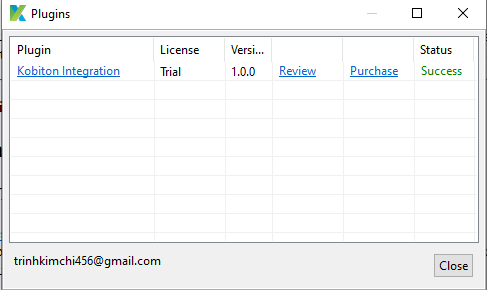 Plugins
Plugin License Versi... Status
Kobiton Integration Trial 1.0.0 Review Purchase Success
trinhkimchi456@gmail.com
Close